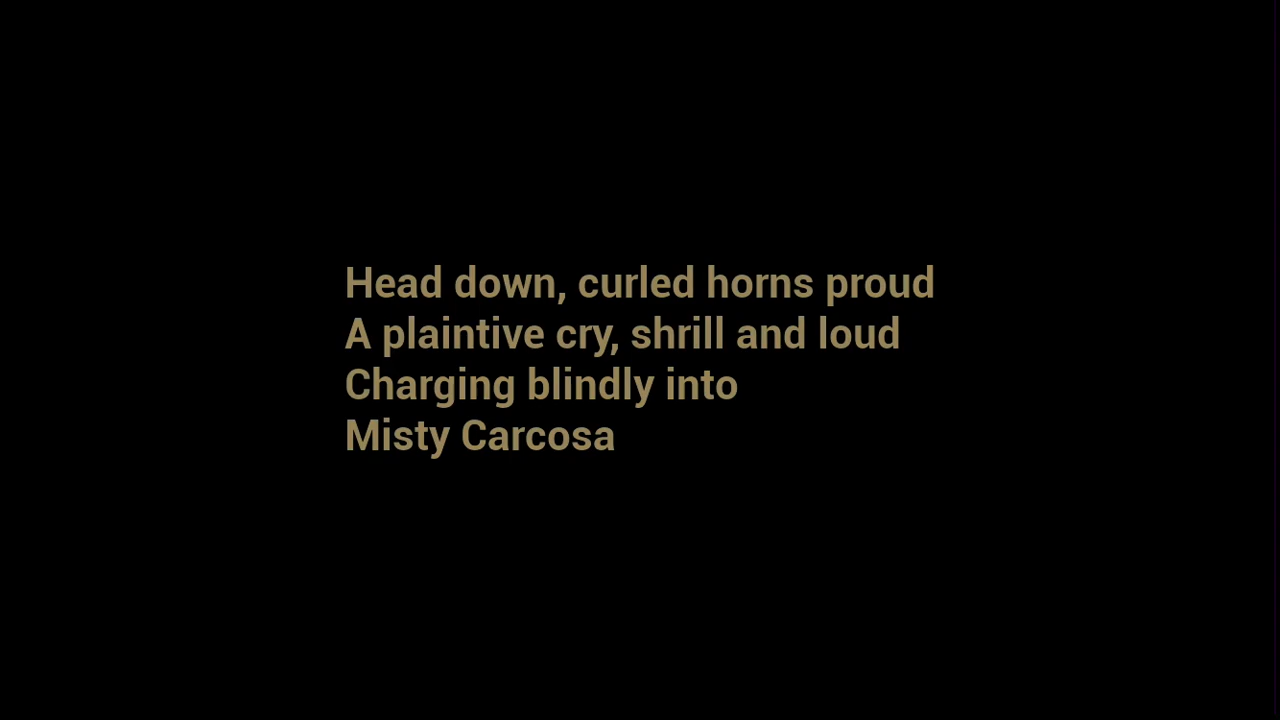 Head down, curled horns proud
A plaintive cry, shrill and loud
Charging blindly into
Misty Carcosa